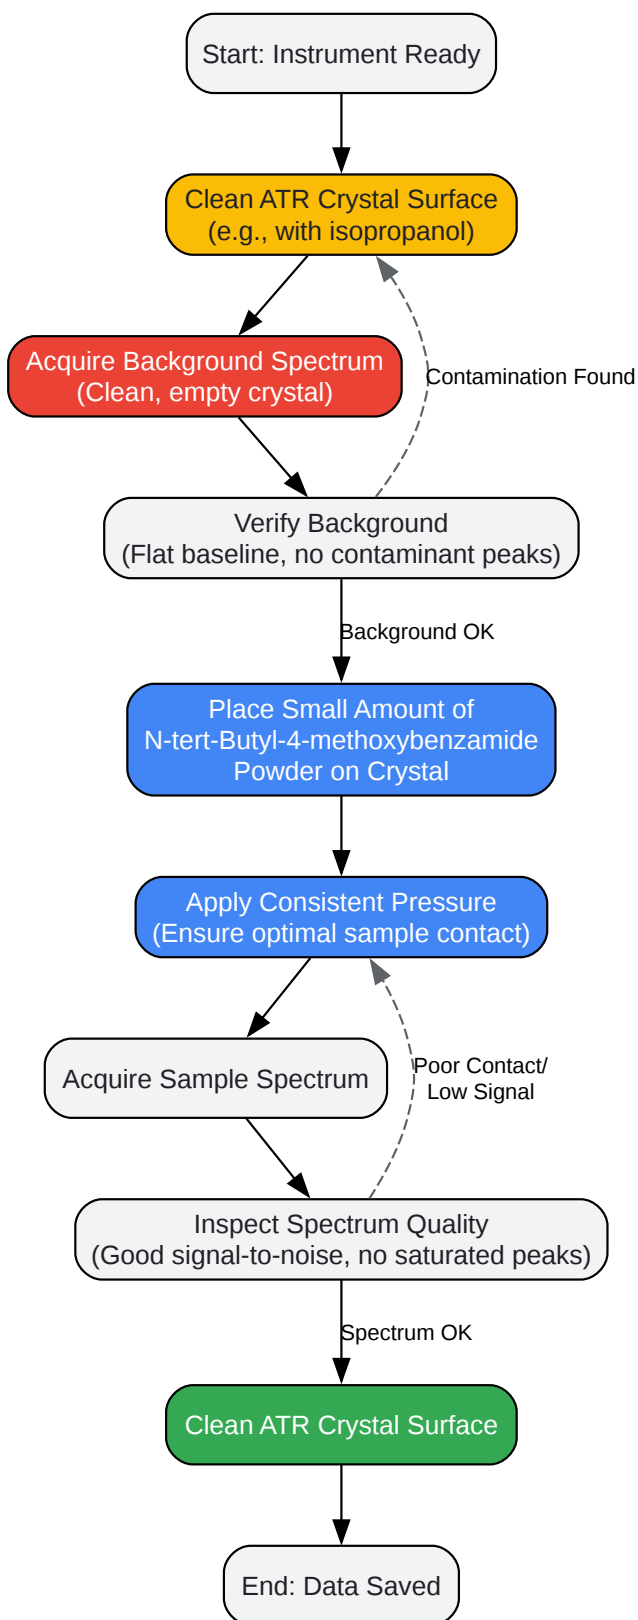 Start: Instrument Ready
Clean ATR Crystal Surface
(e.g., with isopropanol)
Acquire Background Spectrum
(Clean, empty crystal)
Contamination Found
Verify Background
(Flat baseline, no contaminant peaks)
Background OK
Place Small Amount of
N-tert-Butyl-4-methoxybenzamide
Powder on Crystal
Apply Consistent Pressure
(Ensure optimal sample contact)
Acquire Sample Spectrum
Poor Contact/
Low Signal
Inspect Spectrum Quality
(Good signal-to-noise, no saturated peaks)
Spectrum OK
Clean ATR Crystal Surface
End: Data Saved